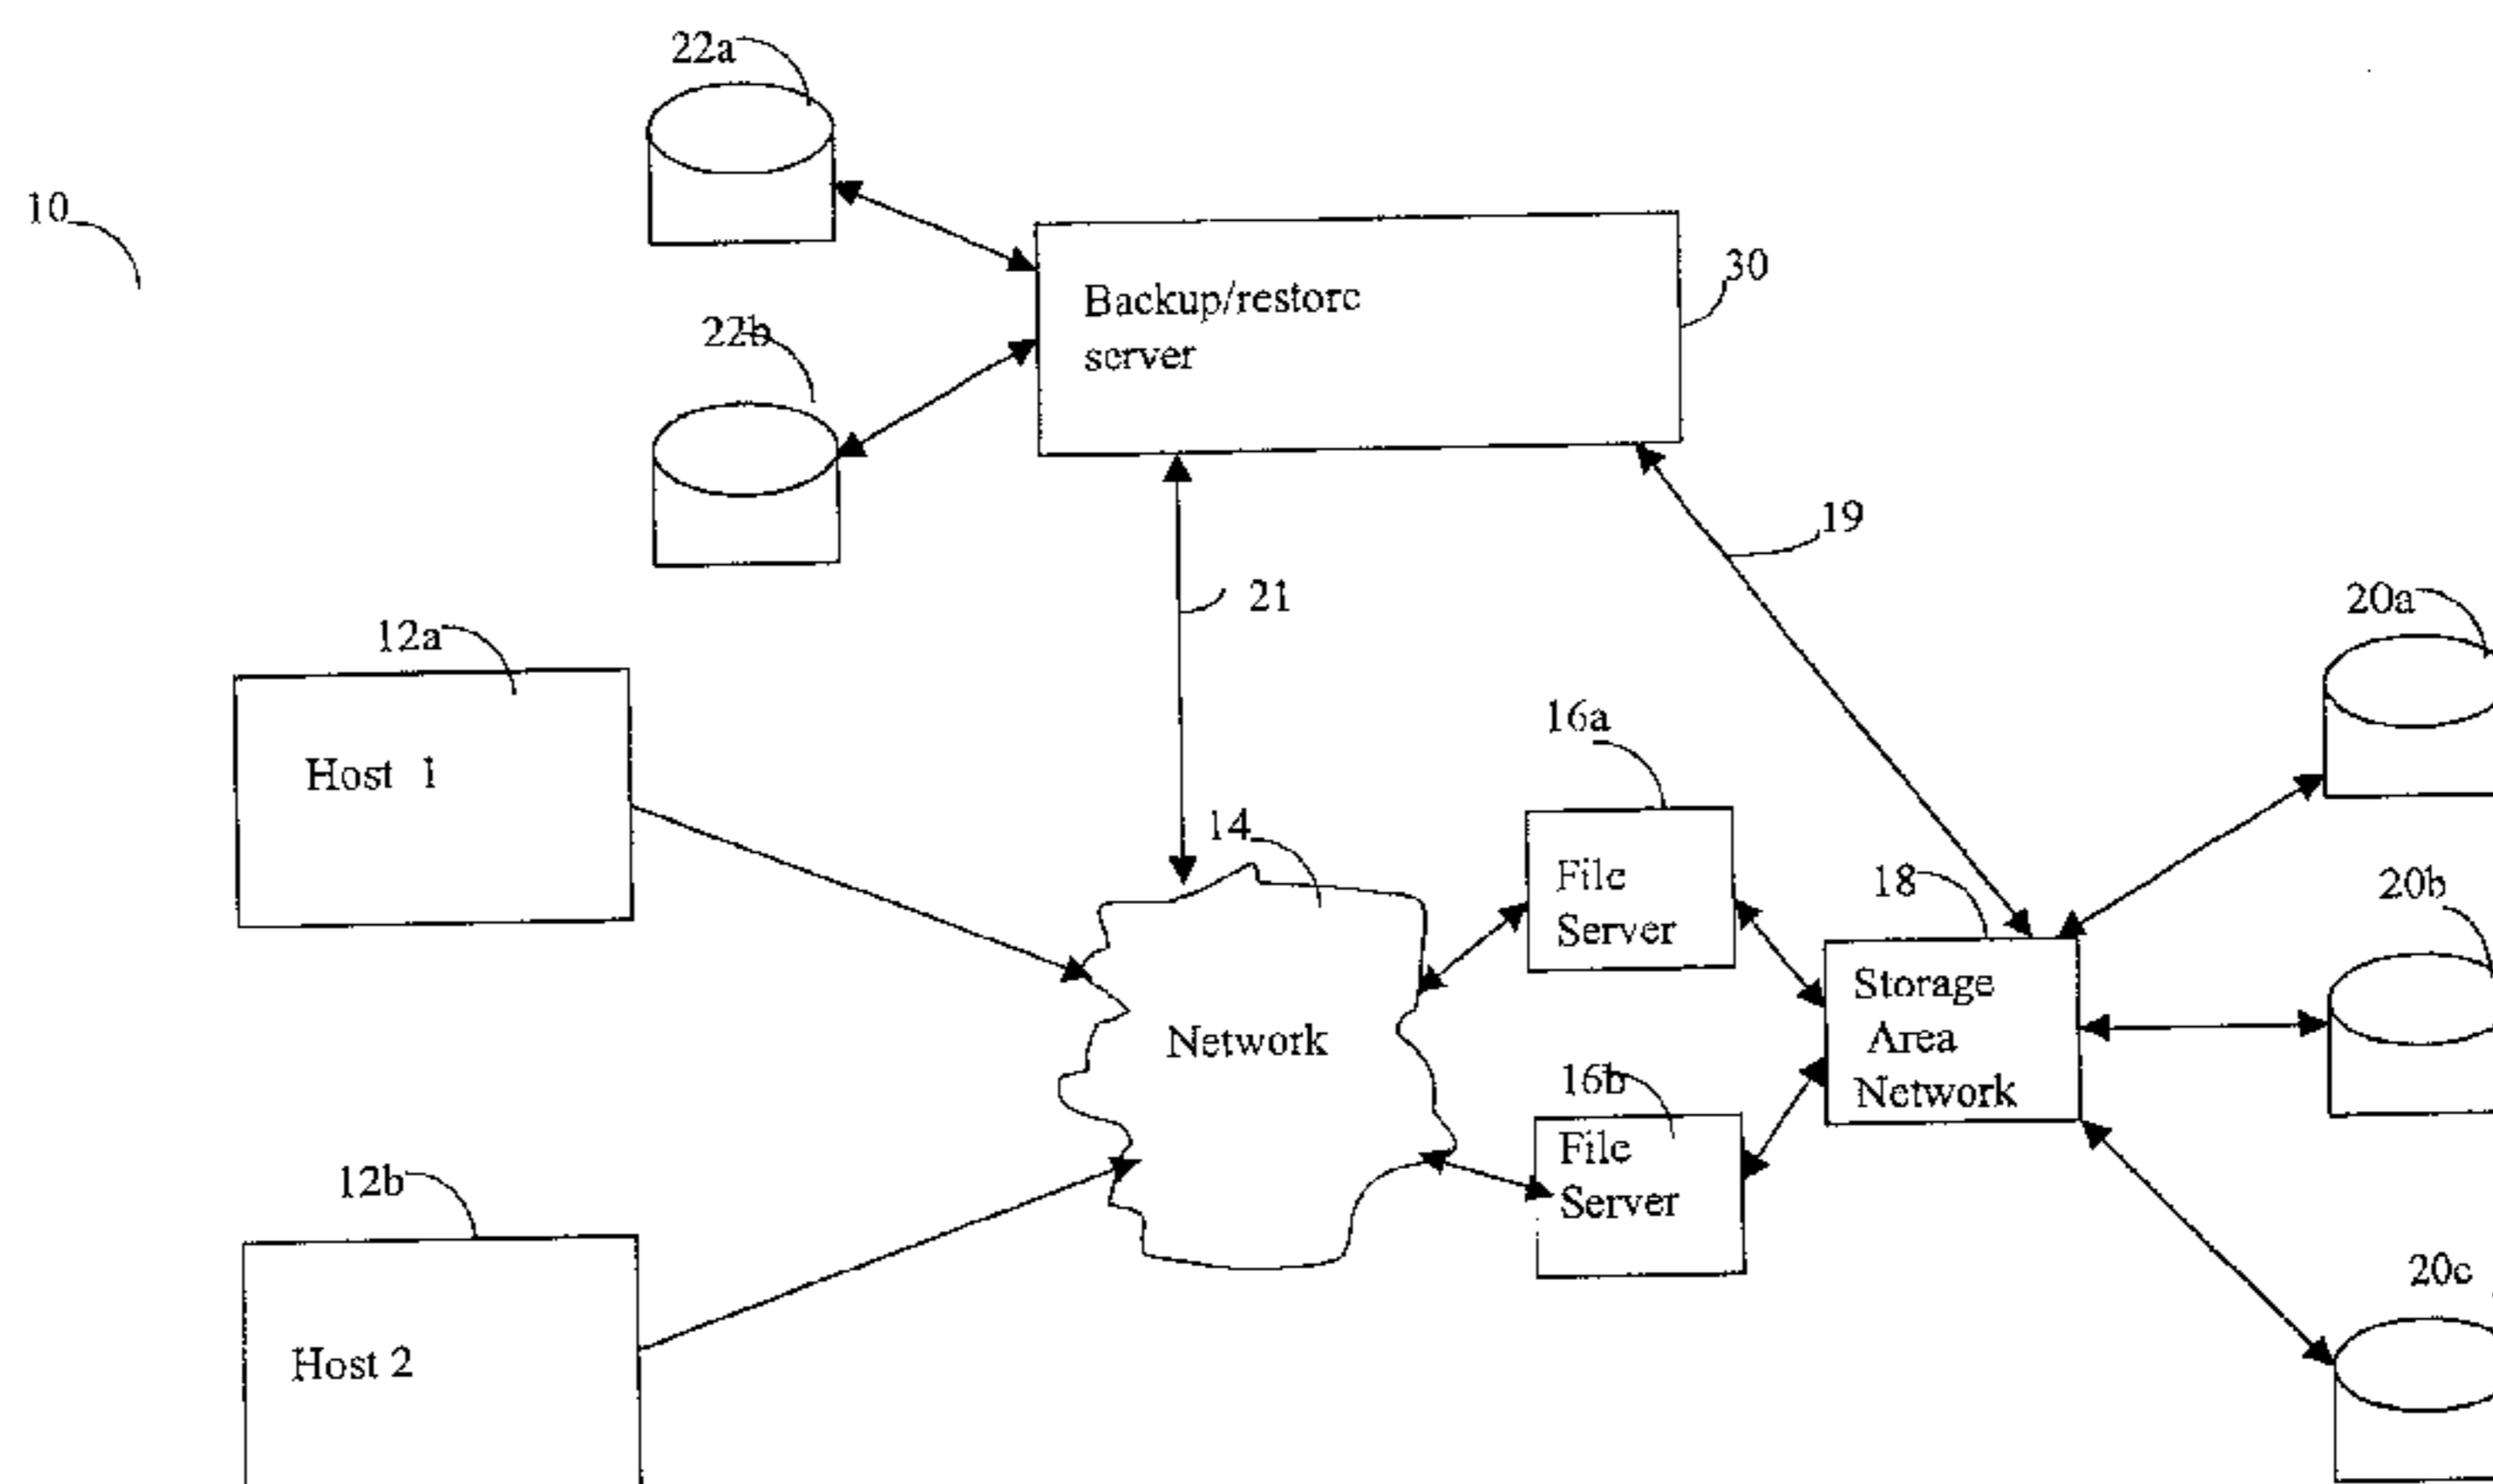 22a
10
30
Backup/restore
server
22b
19
21
20a
12a
16a
Host 1
14
File
Server
18
20b
Storage
Area
Network
Network
16b
File
Server
12b
20c
Host 2